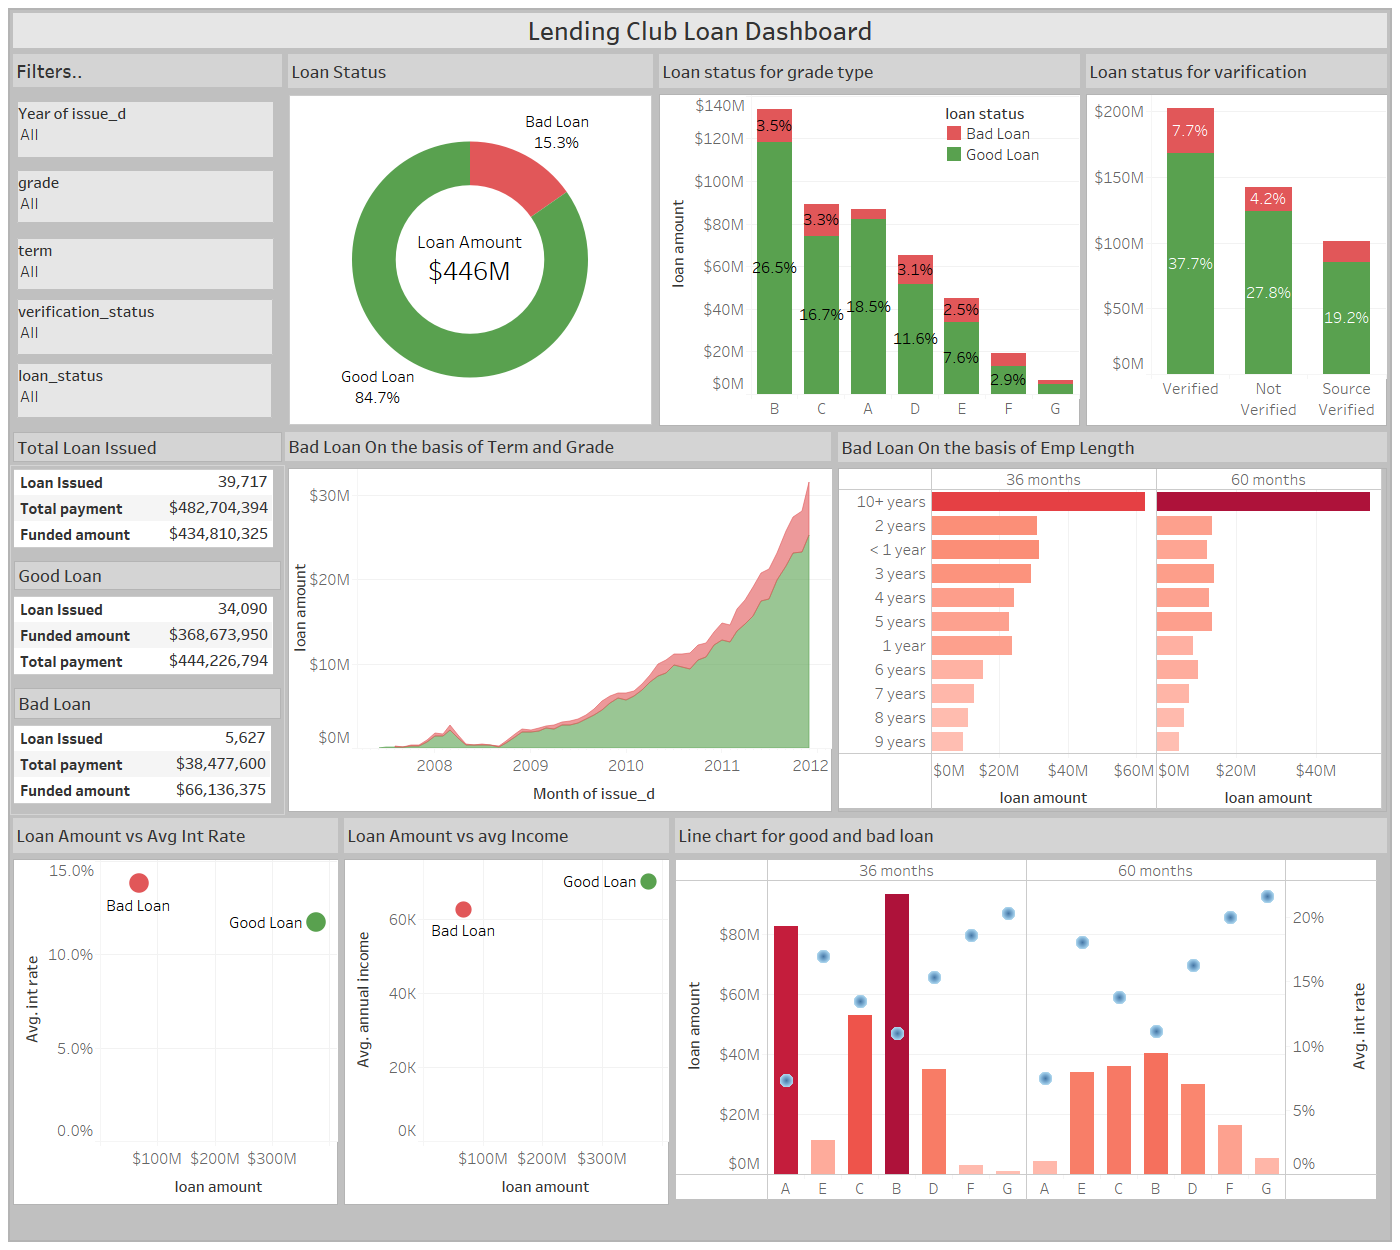 Lending Club Loan Dashboard
Filters..
Year of issue_d
All
grade
All
term
All
verification_status
All
loan_status
All
Loan Status
Bad Loan
15.3%
Loan Amount
$446M
Good Loan
84.7%
Loan status for grade type
loan status
Bad Loan
Good Loan
loan amount
$140M
$120M
$100M
$80M
$60M
$40M
$20M
$0M
3.5%
26.5%
3.3%
16.7%
18.5%
3.1%
11.6%
2.5%
7.6%
2.9%
B C A D E F G
Loan status for varification
$200M
$150M
$100M
$50M
$0M
7.7%
37.7%
4.2%
27.8%
19.2%
Verified
Not
Verified
Source
Verified
Total Loan Issued
Loan Issued 39,717
Total payment $482,704,394
Funded amount $434,810,325
Good Loan
Loan Issued 34,090
Funded amount $368,673,950
Total payment $444,226,794
Bad Loan
Loan Issued 5,627
Total payment $38,477,600
Funded amount $66,136,375
Bad Loan On the basis of Term and Grade
loan amount
$30M
$20M
$10M
$0M
2008 2009 2010 2011 2012
Month of issue_d
Bad Loan On the basis of Emp Length
36 months 60 months
10+ years
2 years
< 1 year
3 years
4 years
5 years
1 year
6 years
7 years
8 years
9 years
$0M $20M $40M $60M $0M $20M $40M
loan amount loan amount
Loan Amount vs Avg Int Rate
Avg. int rate
15.0%
10.0%
5.0%
0.0%
Bad Loan
Good Loan
$100M $200M $300M
loan amount
Loan Amount vs avg Income
Avg. annual income
60K
40K
20K
0K
Good Loan
Bad Loan
$100M $200M $300M
loan amount
Line chart for good and bad loan
36 months 60 months
loan amount
$80M
$60M
$40M
$20M
$0M
20%
15%
10%
5%
0%
Avg. int rate
A E C B D F G A E C B D F G